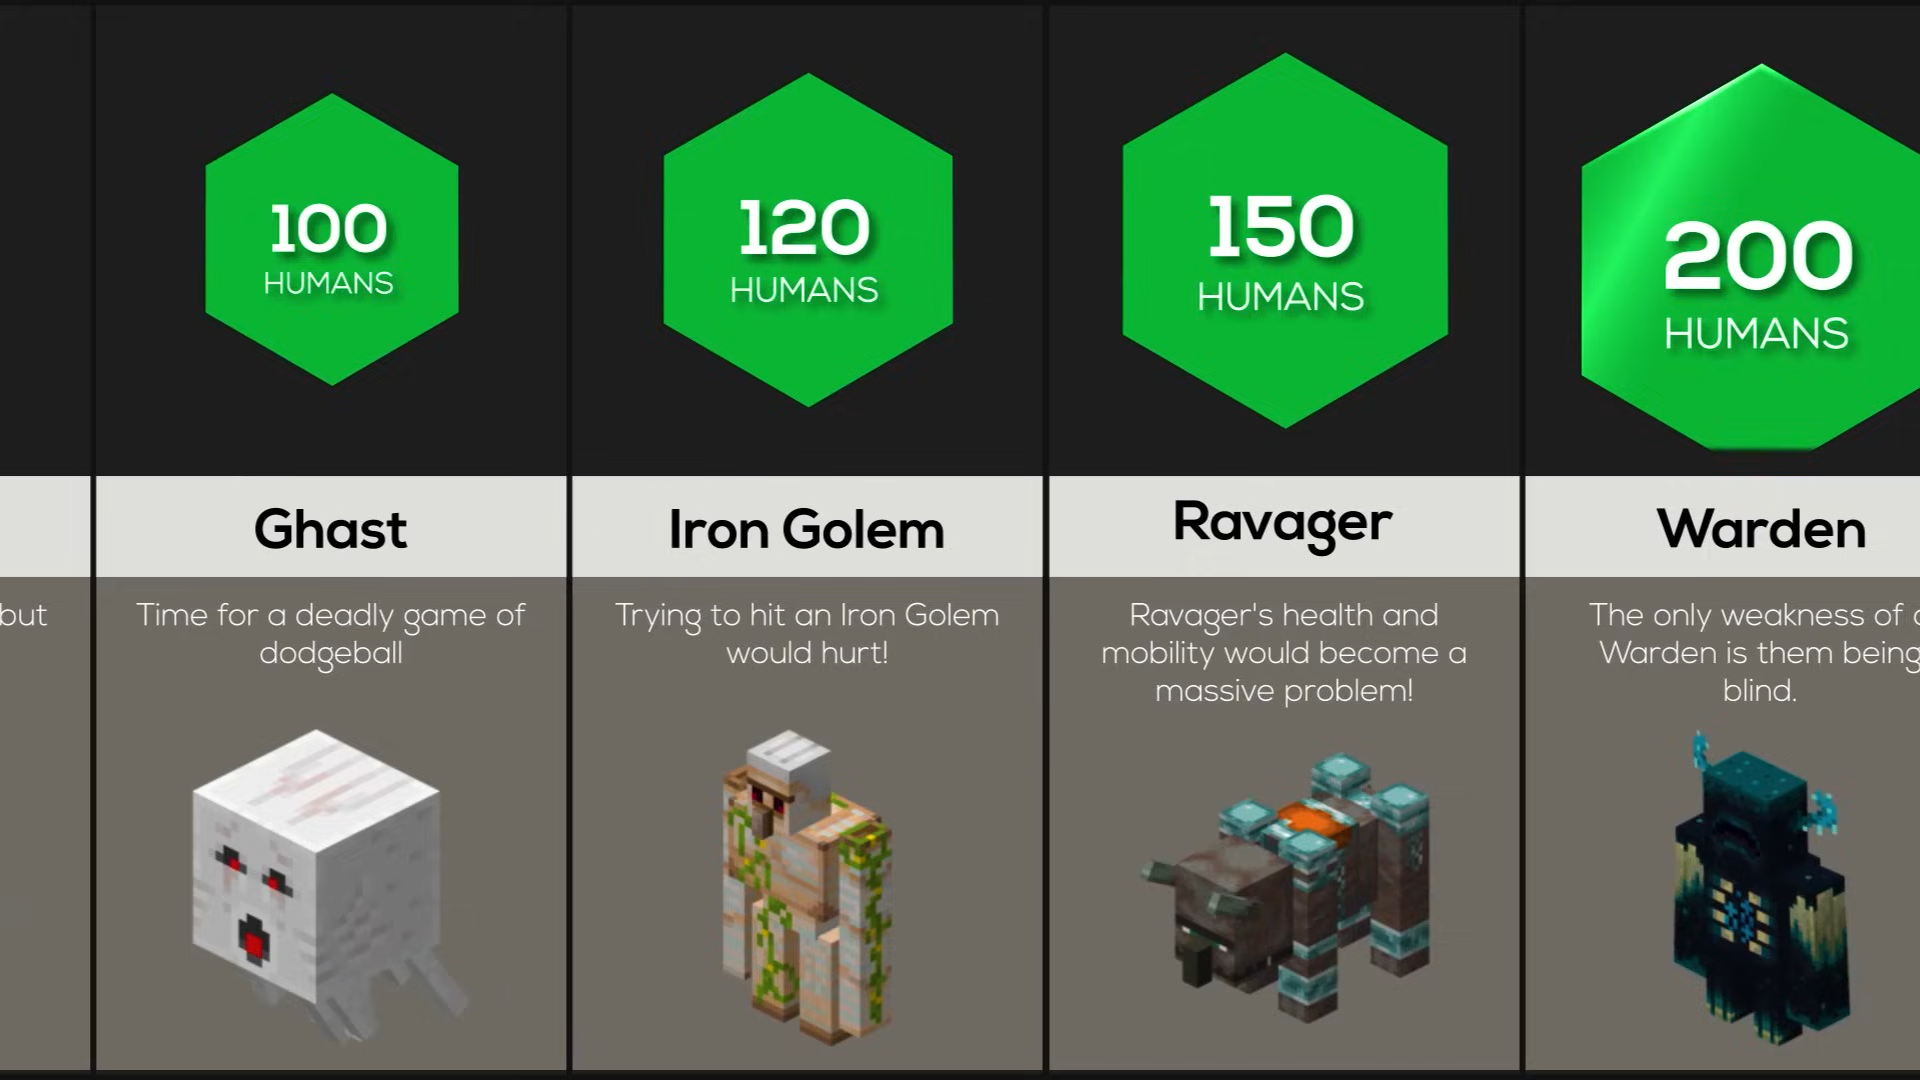 100
HUMANS
120
HUMANS
150
HUMANS
200
HUMANS
Ghast
Iron Golem
Ravager
Warden
but
Time for a deadly game of
dodgeball
Trying to hit an Iron Golem
would hurt!
Ravager's health and
mobility would become a
massive problem!
The only weakness of
Warden is them being
blind.